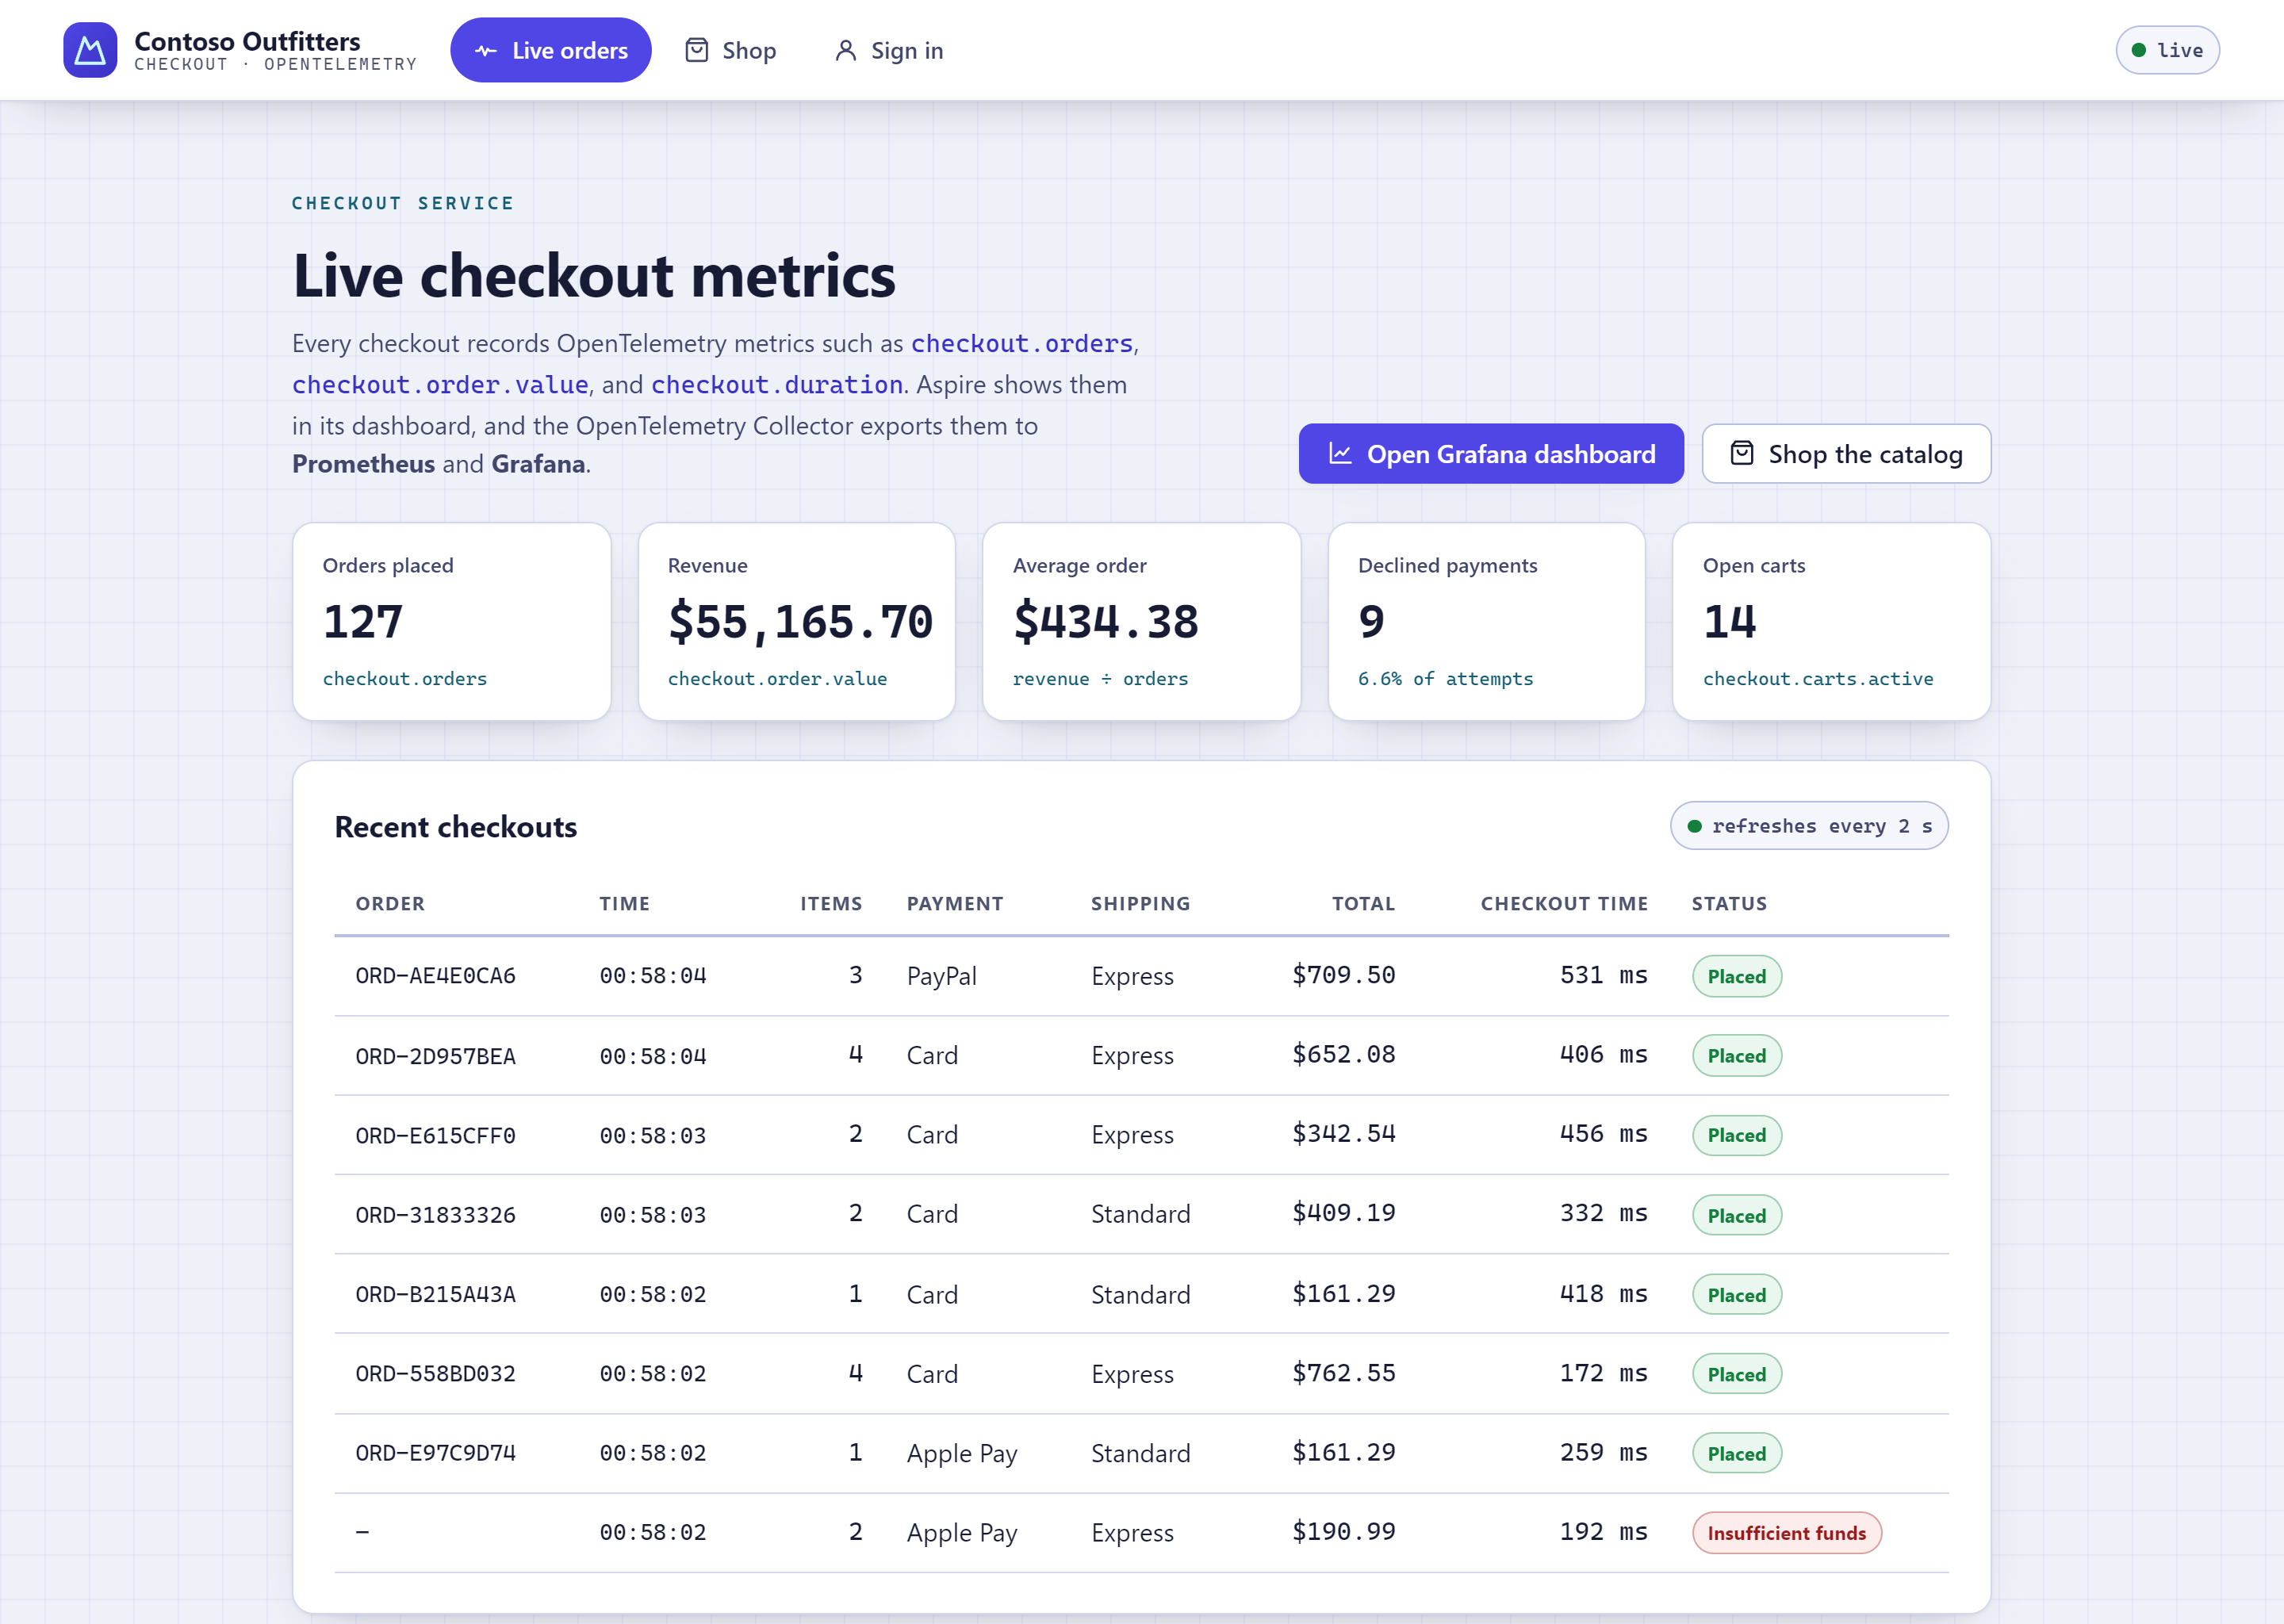 Contoso Outfitters
CHECKOUT · OPENTELEMETRY
Live orders
Shop
Sign in
live
CHECKOUT SERVICE
Live checkout metrics
Every checkout records OpenTelemetry metrics such as checkout.orders,
checkout.order.value, and checkout.duration. Aspire shows them
in its dashboard, and the OpenTelemetry Collector exports them to
Prometheus and Grafana.
Open Grafana dashboard
Shop the catalog
Orders placed
127
checkout.orders
Revenue
$55,165.70
checkout.order.value
Average order
$434.38
revenue ÷ orders
Declined payments
9
6.6% of attempts
Open carts
14
checkout.carts.active
Recent checkouts
refreshes every 2 s
ORDER TIME ITEMS PAYMENT SHIPPING TOTAL CHECKOUT TIME STATUS
ORD-AE4E0CA6 00:58:04 3 PayPal Express $709.50 531 ms Placed
ORD-2D957BEA 00:58:04 4 Card Express $652.08 406 ms Placed
ORD-E615CFF0 00:58:03 2 Card Express $342.54 456 ms Placed
ORD-31833326 00:58:03 2 Card Standard $409.19 332 ms Placed
ORD-B215A43A 00:58:02 1 Card Standard $161.29 418 ms Placed
ORD-558BD032 00:58:02 4 Card Express $762.55 172 ms Placed
ORD-E97C9D74 00:58:02 1 Apple Pay Standard $161.29 259 ms Placed
– 00:58:02 2 Apple Pay Express $190.99 192 ms Insufficient funds